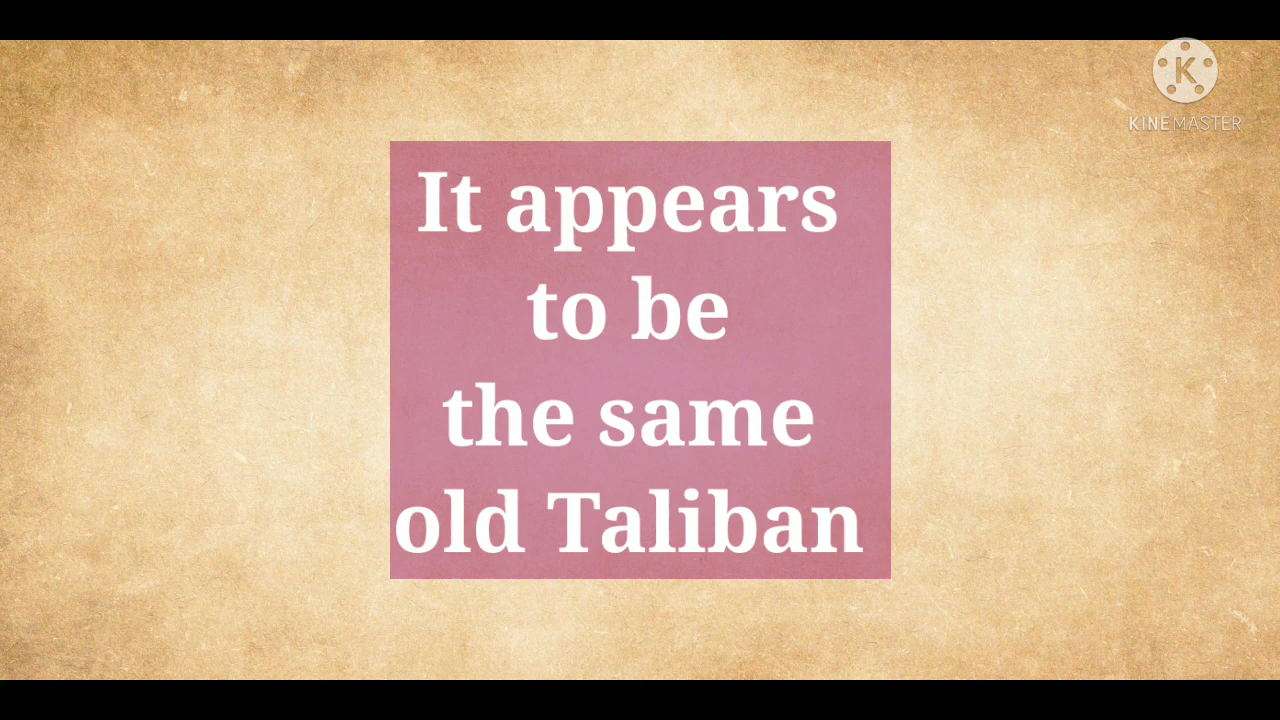 KINEMASTER
It appears
to be
the same
old Taliban